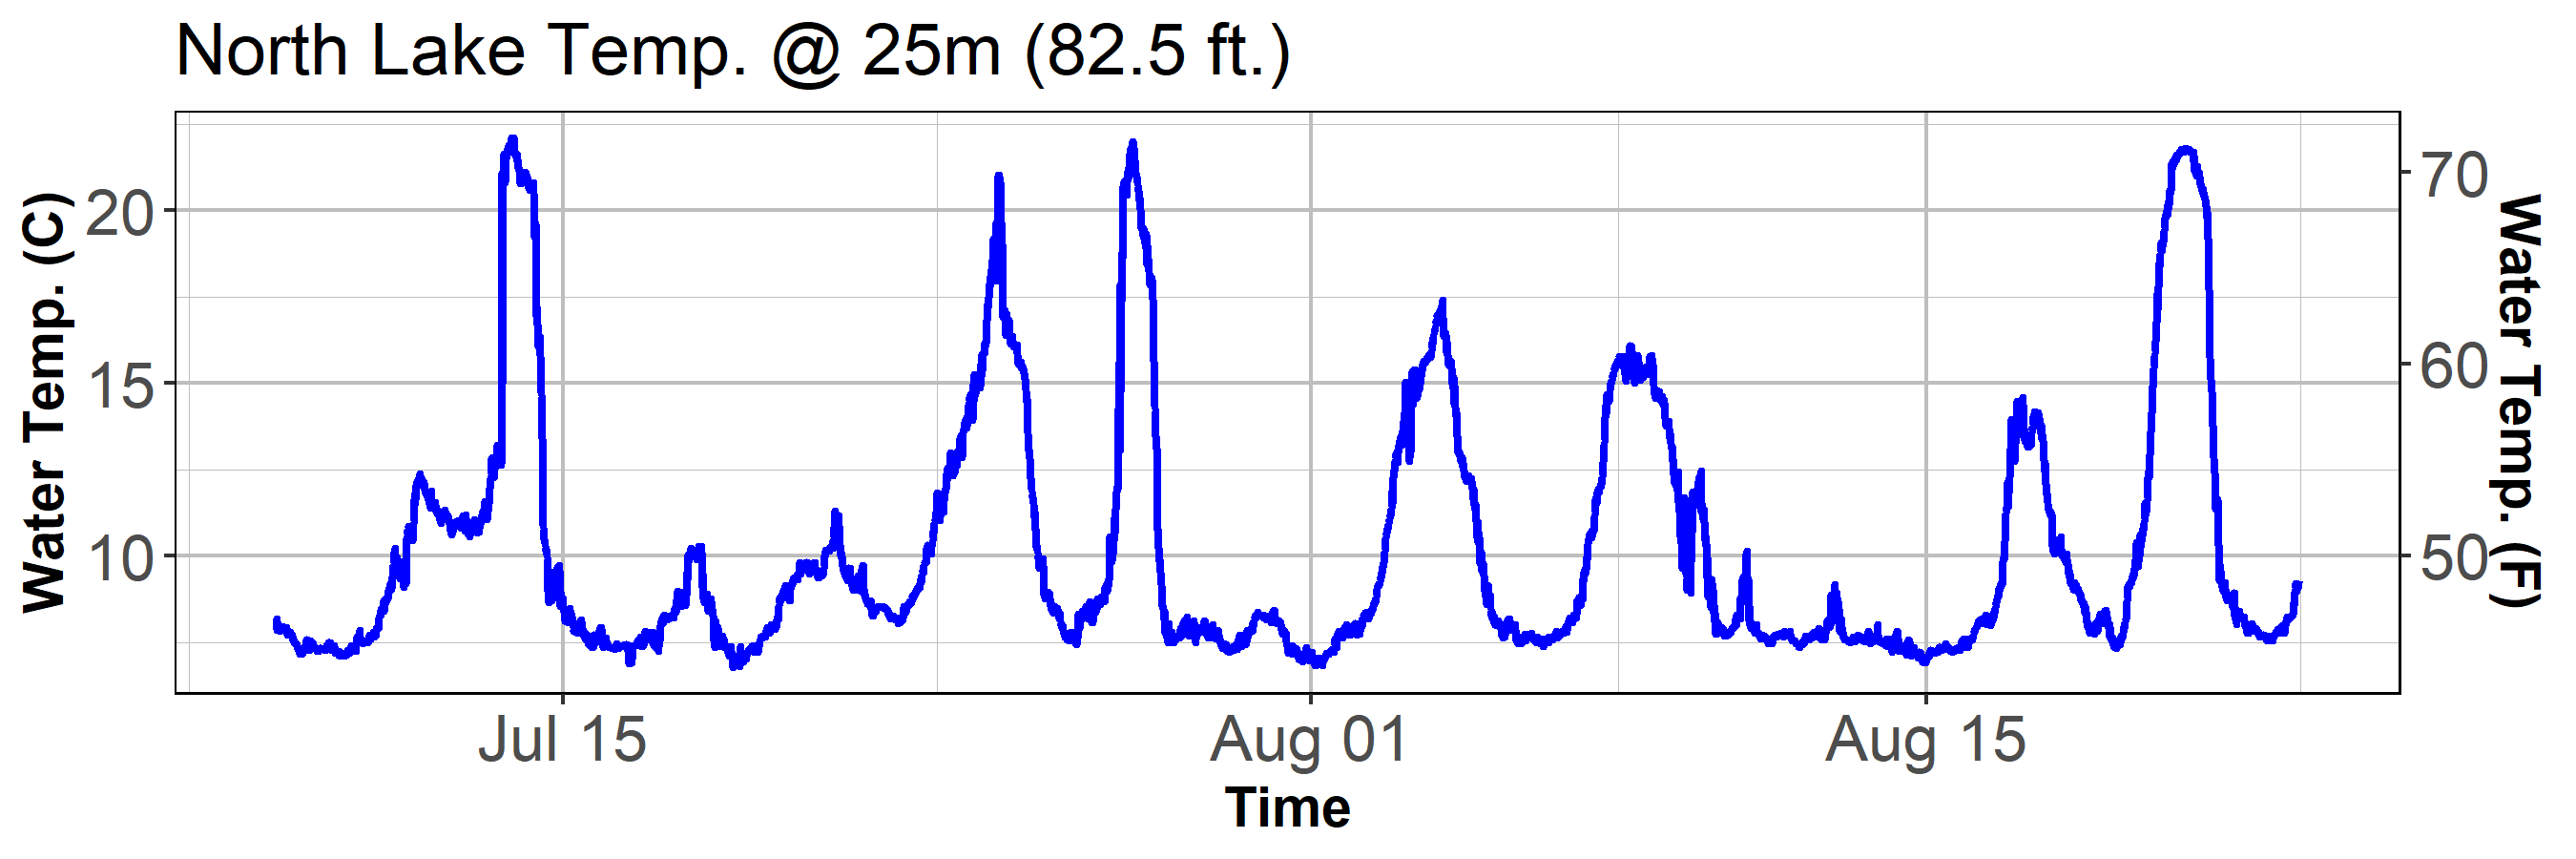 North Lake Temp. @ 25m (82.5 ft.)
Water Temp. (C)
20
15
10
70
60
50
Water Temp. (F)
Jul 15 Aug 01 Aug 15
Time